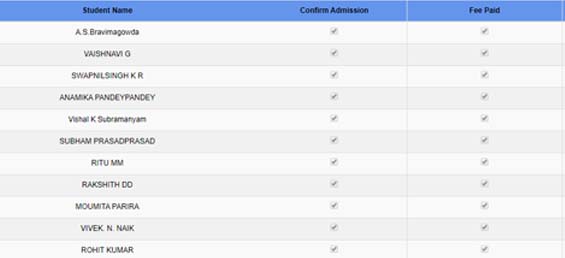 Student Name Confirm Admission Fee Paid
A.S.Bravimagowda
VAISHNAVI G
SWAPNILSINGH K R
ANAMIKA PANDEYPANDEY
Vishal K Subramanyam
SUBHAM PRASADPRASAD
RITU MM
RAKSHITH DD
MOUMITA PARIRA
VIVEK. N. NAIK
ROHIT KUMAR